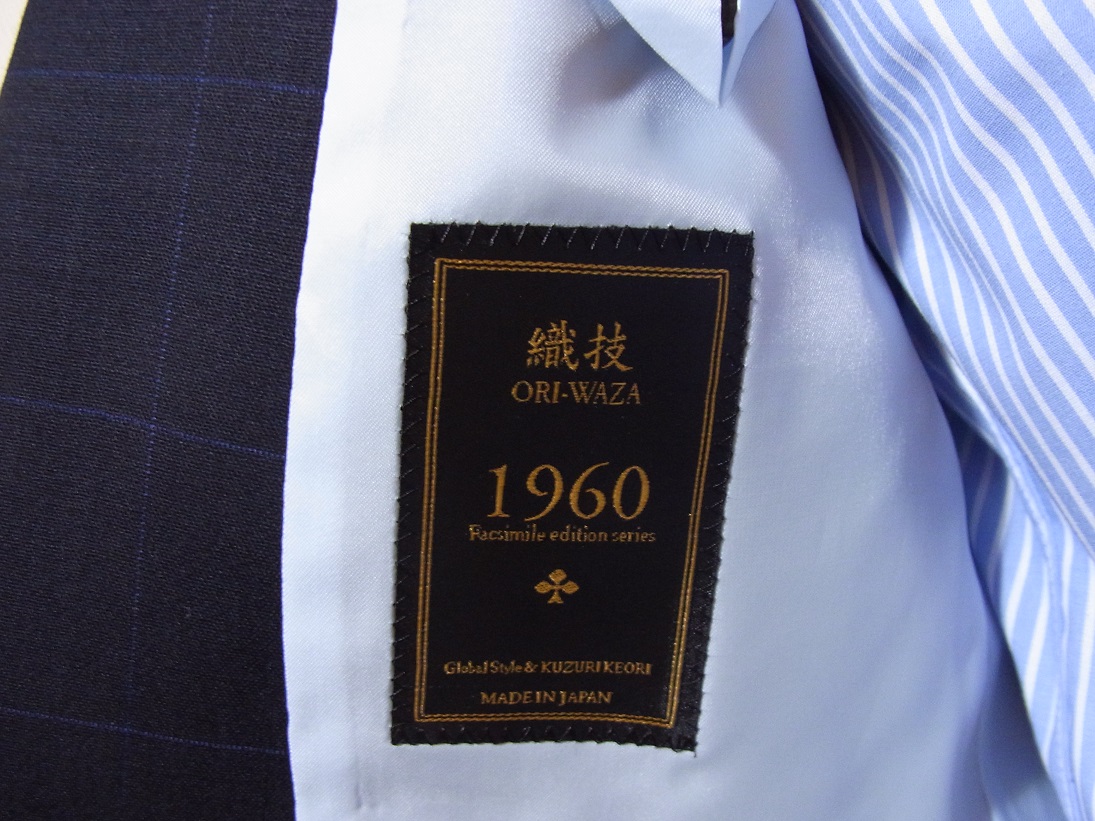 織技
ORI-WAZA
1960
Facsimile edition series
Global Style & KUZURI KEORI
MADE IN JAPAN